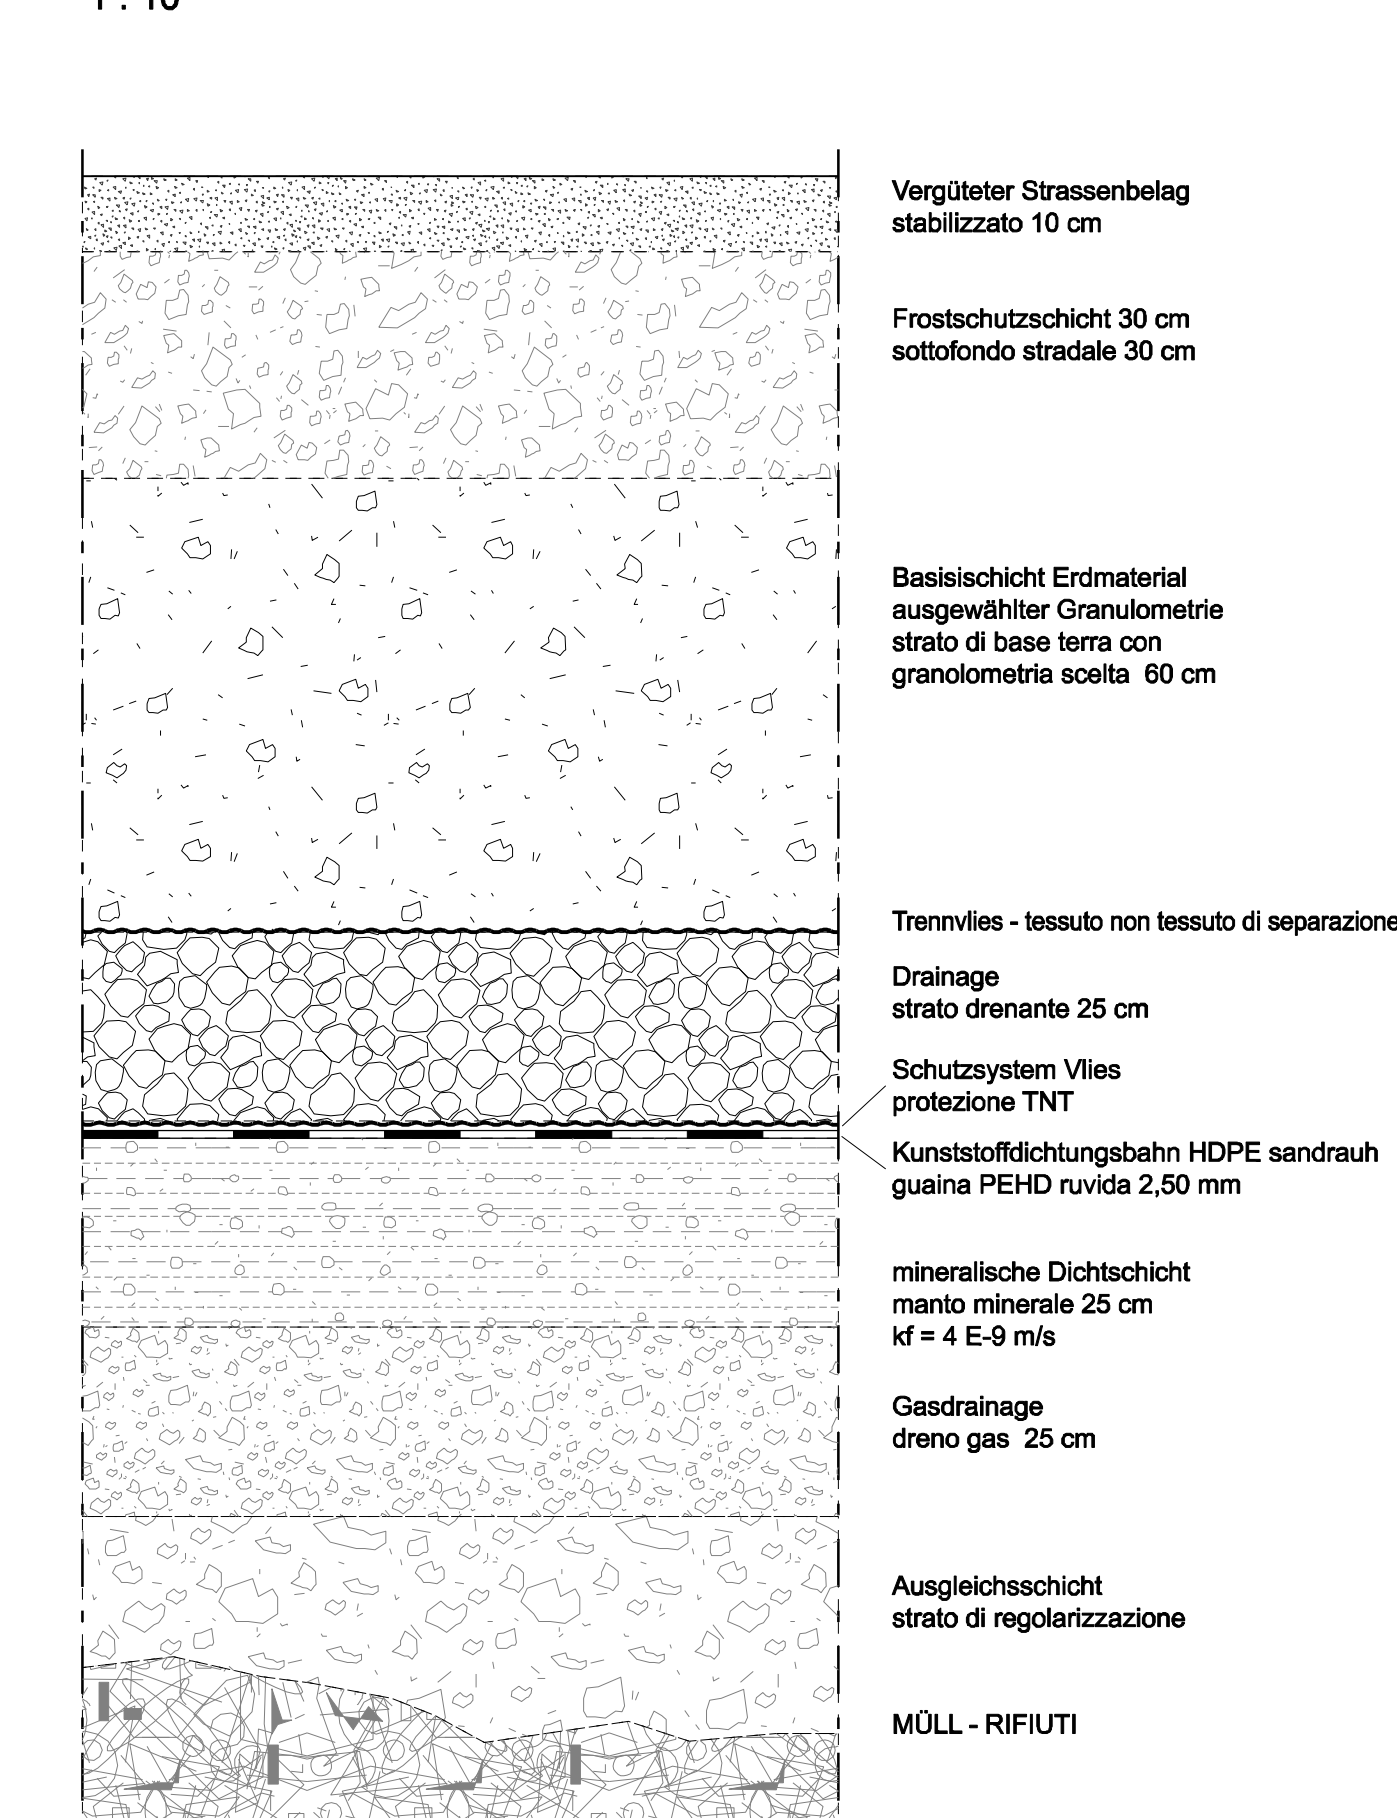 1 : 10
Vergüteter Strassenbelag
stabilizzato 10 cm
Frostschutzschicht 30 cm
sottofondo stradale 30 cm
Basisischicht Erdmaterial
ausgewählter Granulometrie
strato di base terra con
granolometria scelta  60 cm
Trennvlies - tessuto non tessuto di separazione
Drainage
strato drenante 25 cm
Schutzsystem Vlies
protezione TNT
Kunststoffdichtungsbahn HDPE sandrauh
guaina PEHD ruvida 2,50 mm
mineralische Dichtschicht
manto minerale 25 cm
kf = 4 E-9 m/s
Gasdrainage
dreno gas  25 cm
Ausgleichsschicht
strato di regolarizzazione
MÜLL - RIFIUTI